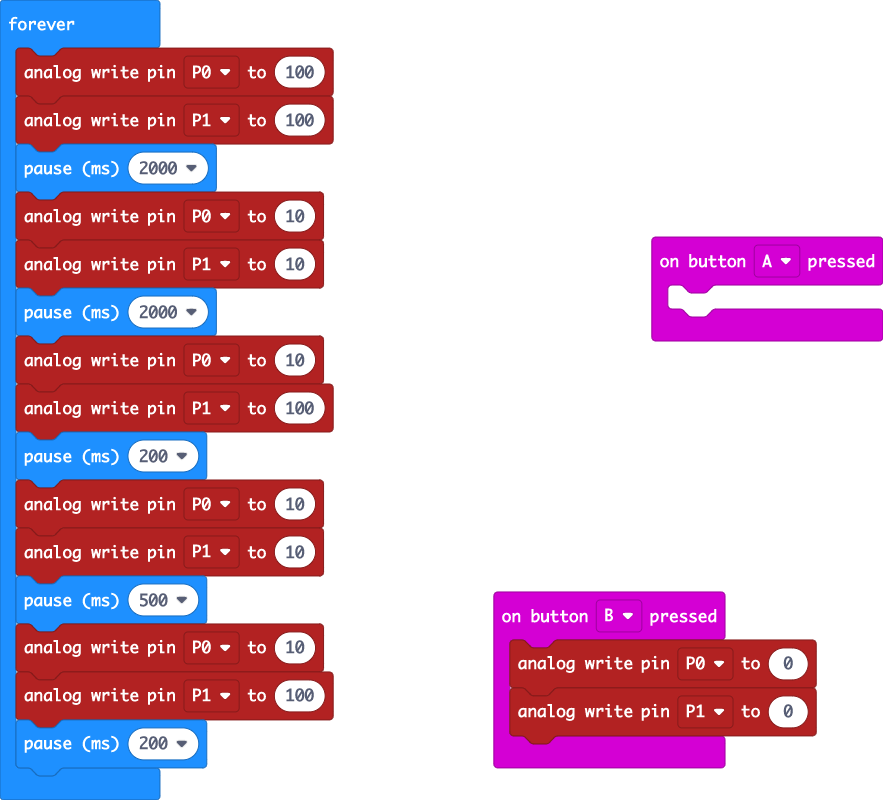 forever
analog write pin P0 to 100
analog write pin P1 to 100
pause (ms) 2000
analog write pin P0 to 10
analog write pin P1 to 10
pause (ms) 2000
analog write pin P0 to 10
analog write pin P1 to 100
pause (ms) 200
analog write pin P0 to 10
analog write pin P1 to 10
pause (ms) 500
analog write pin P0 to 10
analog write pin P1 to 100
pause (ms) 200
on button A pressed
on button B pressed
analog write pin P0 to 0
analog write pin P1 to 0